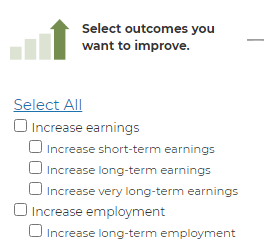 Select outcomes you
want to improve.
Select All
Increase earnings
Increase short-term earnings
Increase long-term earnings
Increase very long-term earnings
Increase employment
Increase long-term employment